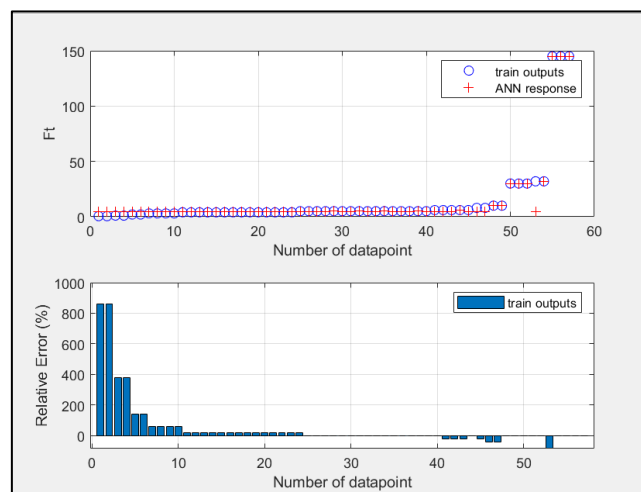 150
100
50
0
Ft
train outputs
ANN response
0 10 20 30 40 50 60
Number of datapoint
1000
800
600
400
200
0
Relative Error (%)
train outputs
0 10 20 30 40 50
Number of datapoint